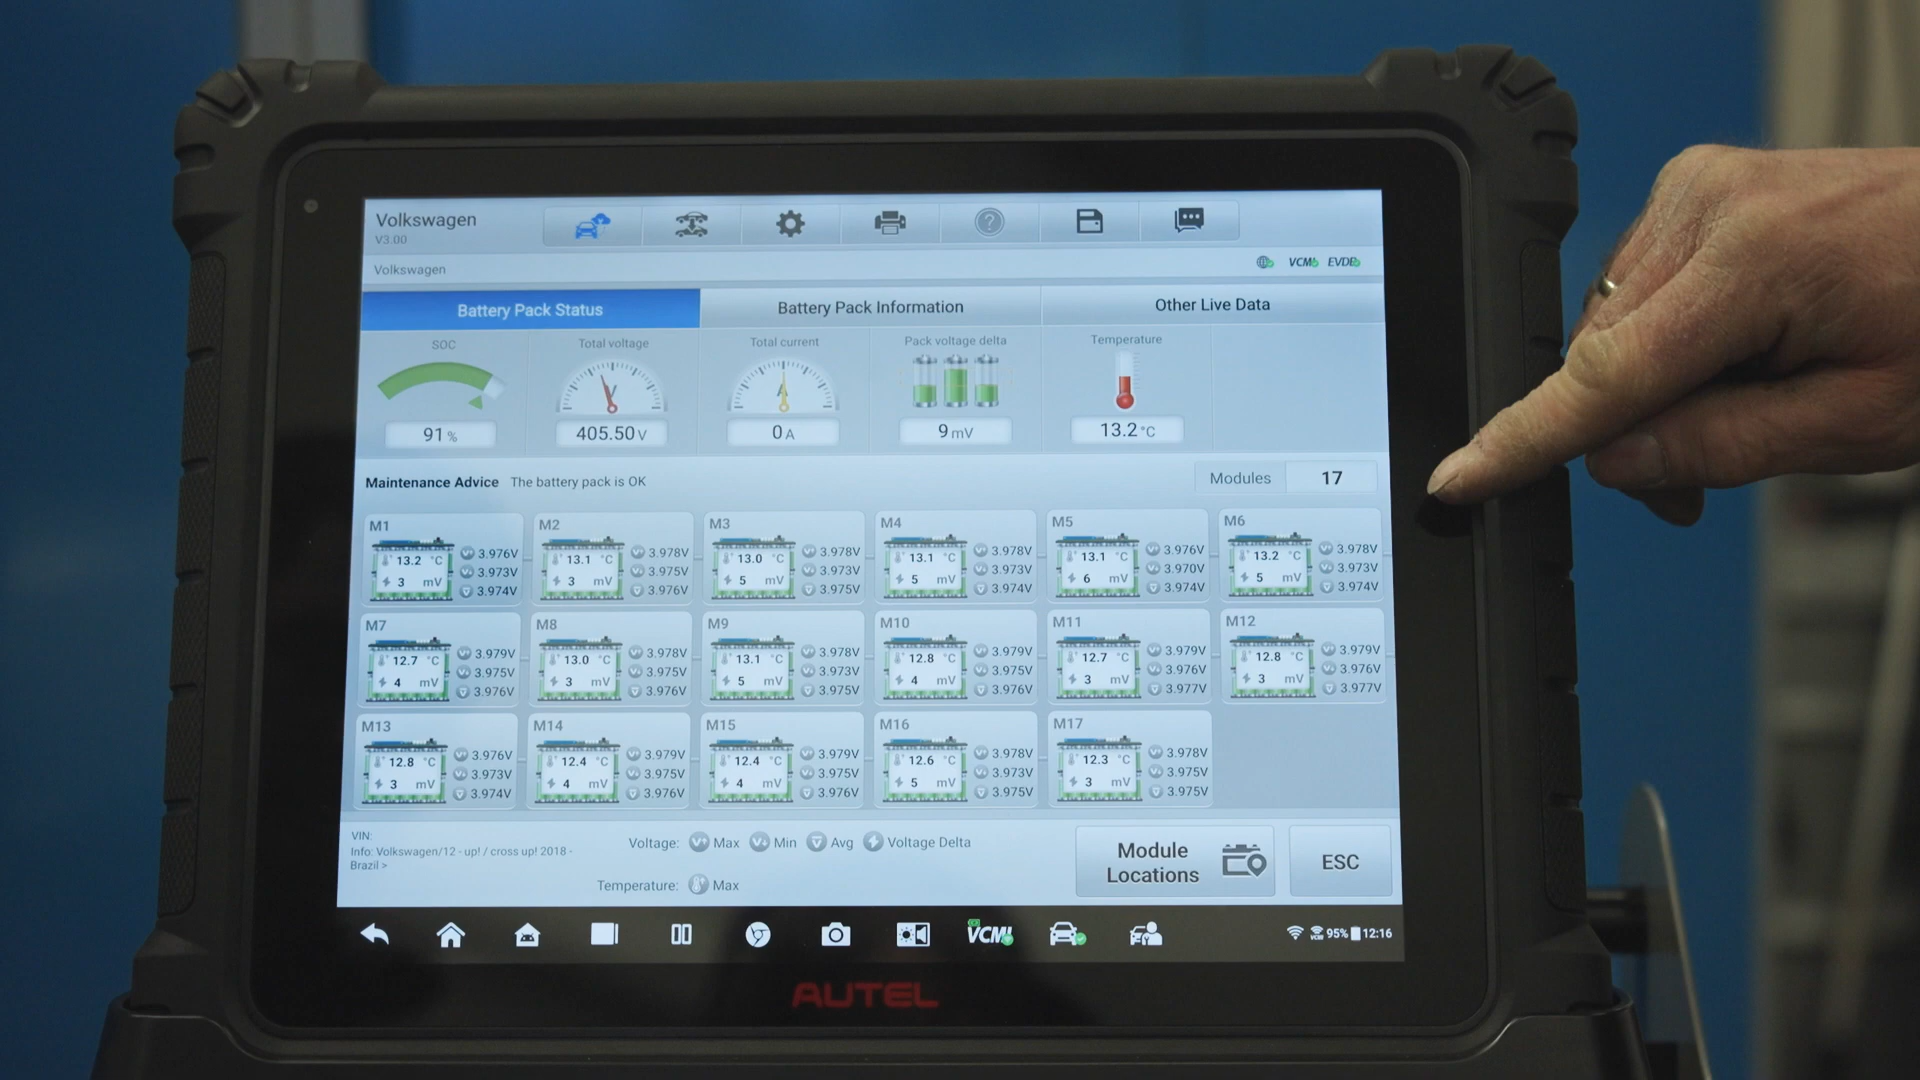 Volkswagen
V3.00
Volkswagen
VCMI EVDP
Battery Pack Status Battery Pack Information Other Live Data
SOC Total voltage Total current Pack voltage delta Temperature
V A
91 % 405.50 V 0 A 9 mV 13.2 °C
Maintenance Advice The battery pack is OK Modules 17
M1 M2 M3 M4 M5 M6
13.2 °C 3.976V 13.1 °C 3.978V 13.0 °C 3.978V 13.1 °C 3.978V 13.1 °C 3.976V 13.2 °C 3.978V
3.973V 3.975V 3.973V 3.973V 3.970V 3.973V
3 mV 3.974V 3 mV 3.976V 5 mV 3.975V 5 mV 3.974V 6 mV 3.974V 5 mV 3.974V
M7 M8 M9 M10 M11 M12
12.7 °C 3.979V 13.0 °C 3.978V 13.1 °C 3.978V 12.8 °C 3.979V 12.7 °C 3.979V 12.8 °C 3.979V
3.975V 3.975V 3.973V 3.975V 3.976V 3.976V
4 mV 3.976V 3 mV 3.976V 5 mV 3.975V 4 mV 3.976V 3 mV 3.977V 3 mV 3.977V
M13 M14 M15 M16 M17
12.8 °C 3.976V 12.4 °C 3.979V 12.4 °C 3.979V 12.6 °C 3.978V 12.3 °C 3.978V
3.973V 3.975V 3.975V 3.973V 3.975V
3 mV 3.974V 4 mV 3.976V 4 mV 3.976V 5 mV 3.975V 3 mV 3.975V
VIN:
Info: Volkswagen/12 - up! / cross up! 2018 -
Brazil >
Voltage: Max Min Avg Voltage Delta
Temperature: Max
Module
Locations
ESC
VCMI
95% 12:16
AUTEL